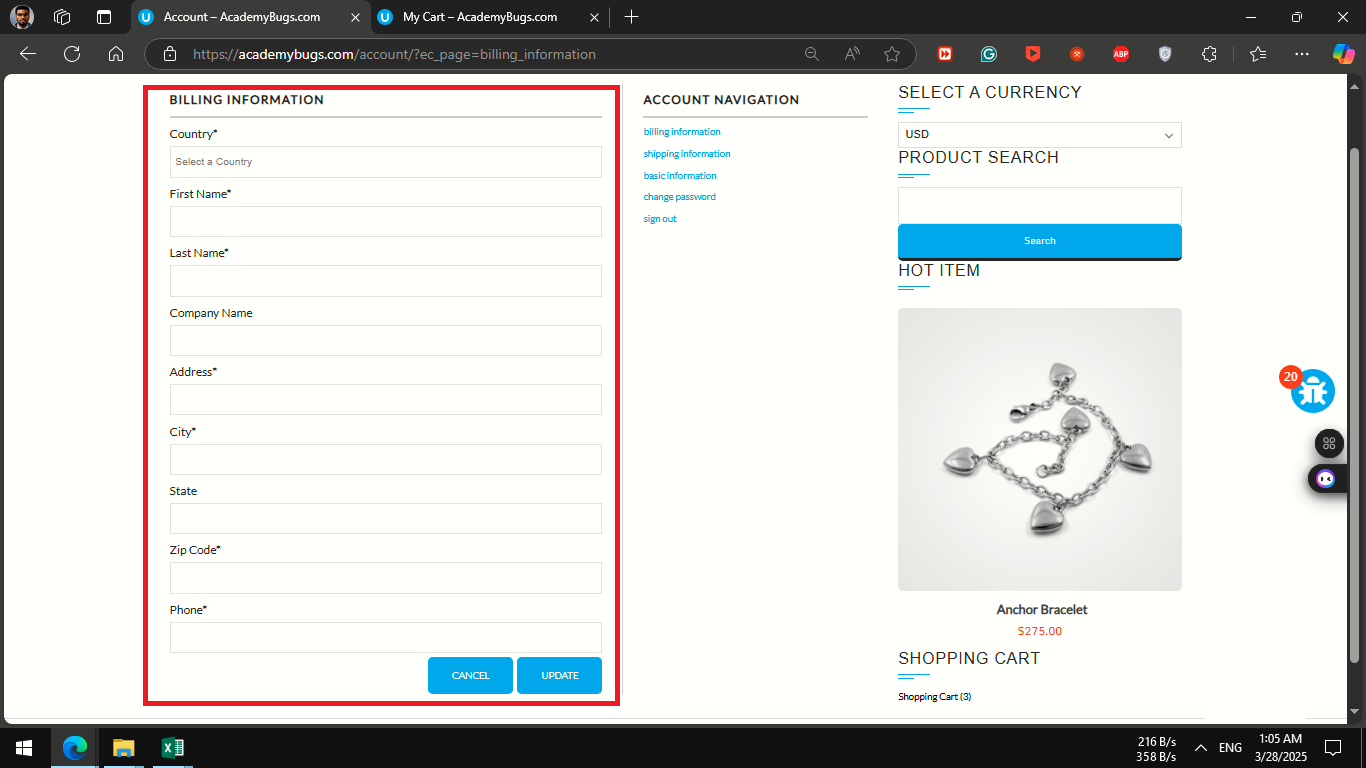 Account – AcademyBugs.com
My Cart – AcademyBugs.com
https://academybugs.com/account/?ec_page=billing_information
ABP
BILLING INFORMATION
Country*
Select a Country
First Name*
Last Name*
Company Name
Address*
City*
State
Zip Code*
Phone*
CANCEL
UPDATE
ACCOUNT NAVIGATION
billing information
shipping information
basic information
change password
sign out
SELECT A CURRENCY
USD
PRODUCT SEARCH
Search
HOT ITEM
Anchor Bracelet
$275.00
SHOPPING CART
Shopping Cart (3)
20
216 B/s
358 B/s
ENG
1:05 AM
3/28/2025